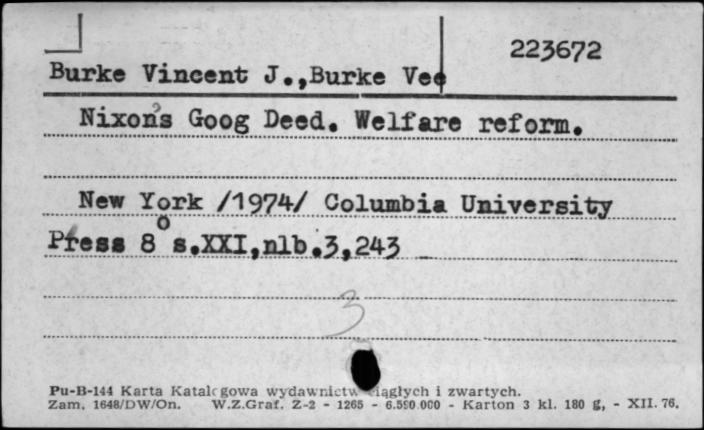 223672
Burke Vincent J.,Burke Vee
Nixon's Goog Deed. Welfare reform.
New York /1974/ Columbia University
Press 8° s.XXI,nlb.3,243
3
Pu-B-144 Karta Katalogowa wydawnictw ciągłych i zwartych.
Zam. 1648/DW/On. W.Z.Graf. Z-2 - 1265 - 6.590.000 - Karton 3 kl. 180 g, - XII. 76.